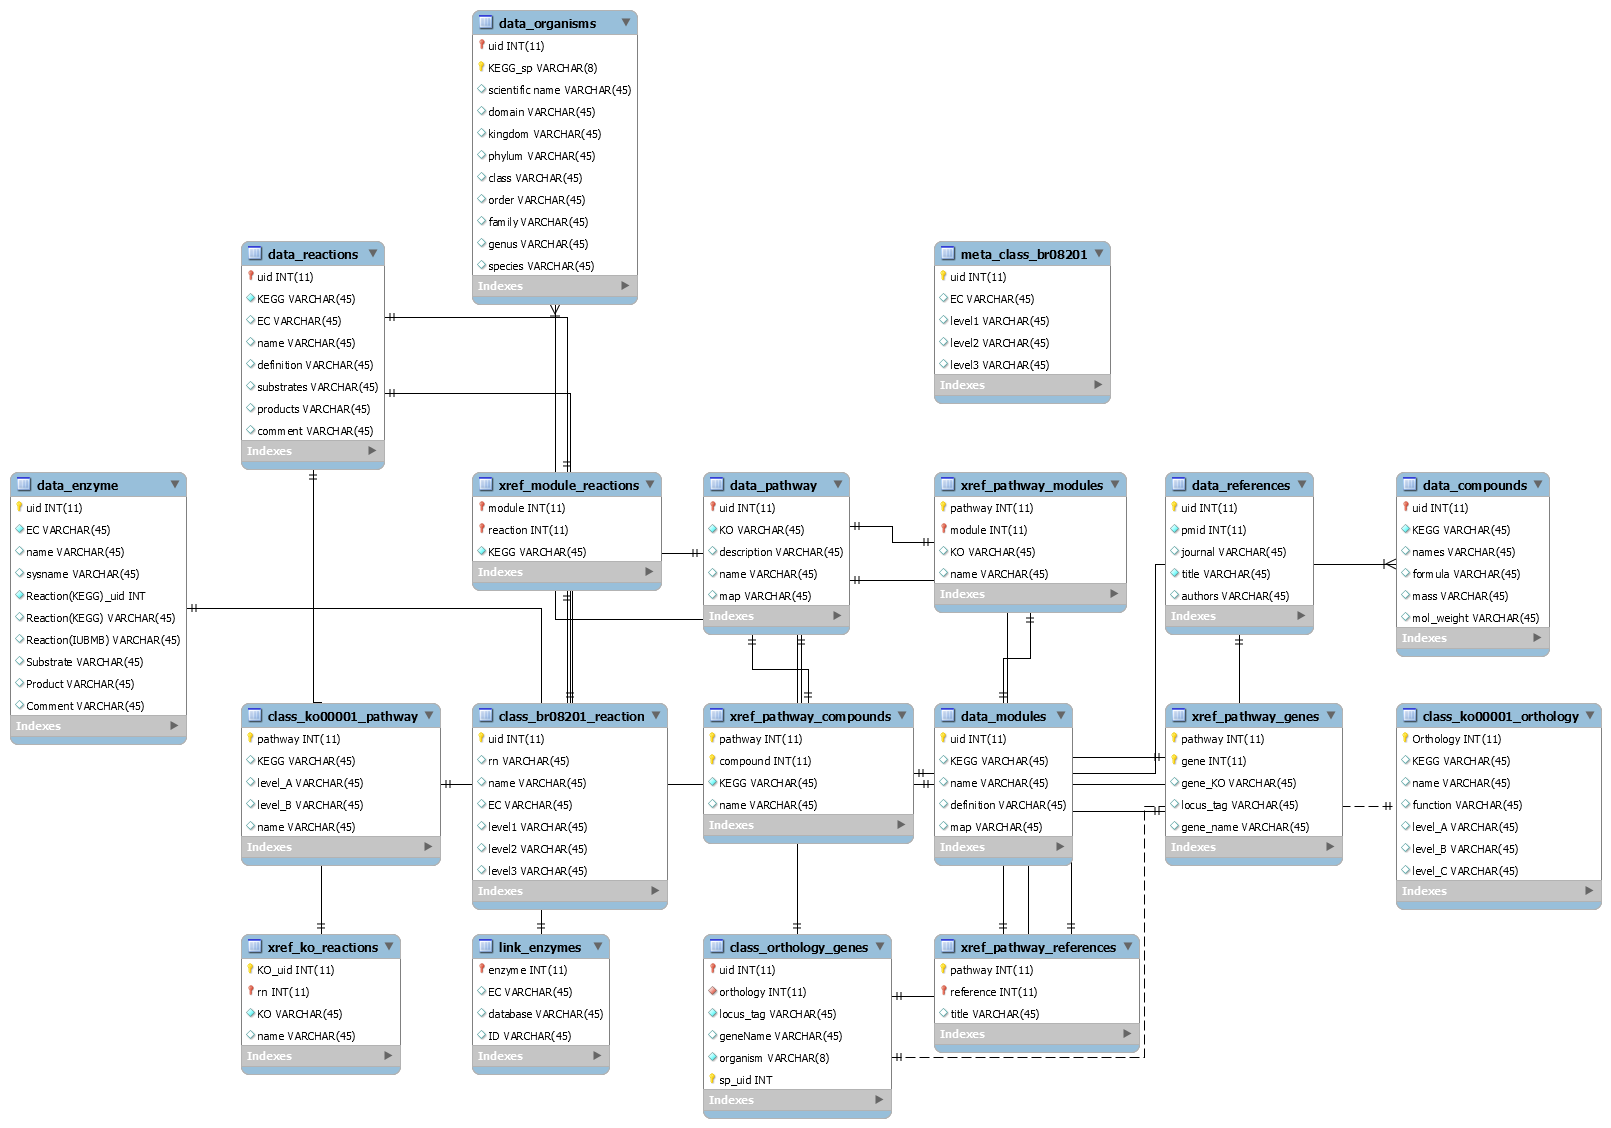 data_organisms
uid INT(11)
KEGG_sp VARCHAR(8)
scientific name VARCHAR(45)
domain VARCHAR(45)
kingdom VARCHAR(45)
phylum VARCHAR(45)
class VARCHAR(45)
order VARCHAR(45)
family VARCHAR(45)
genus VARCHAR(45)
species VARCHAR(45)
Indexes
data_reactions
uid INT(11)
KEGG VARCHAR(45)
EC VARCHAR(45)
name VARCHAR(45)
definition VARCHAR(45)
substrates VARCHAR(45)
products VARCHAR(45)
comment VARCHAR(45)
Indexes
meta_class_br08201
uid INT(11)
EC VARCHAR(45)
level1 VARCHAR(45)
level2 VARCHAR(45)
level3 VARCHAR(45)
Indexes
data_enzyme
uid INT(11)
EC VARCHAR(45)
name VARCHAR(45)
sysname VARCHAR(45)
Reaction(KEGG)_uid INT
Reaction(KEGG) VARCHAR(45)
Reaction(IUBMB) VARCHAR(45)
Substrate VARCHAR(45)
Product VARCHAR(45)
Comment VARCHAR(45)
Indexes
xref_module_reactions
module INT(11)
reaction INT(11)
KEGG VARCHAR(45)
Indexes
data_pathway
uid INT(11)
KO VARCHAR(45)
description VARCHAR(45)
name VARCHAR(45)
map VARCHAR(45)
Indexes
xref_pathway_modules
pathway INT(11)
module INT(11)
KO VARCHAR(45)
name VARCHAR(45)
Indexes
data_references
uid INT(11)
pmid INT(11)
journal VARCHAR(45)
title VARCHAR(45)
authors VARCHAR(45)
Indexes
data_compounds
uid INT(11)
KEGG VARCHAR(45)
names VARCHAR(45)
formula VARCHAR(45)
mass VARCHAR(45)
mol_weight VARCHAR(45)
Indexes
class_ko00001_pathway
pathway INT(11)
KEGG VARCHAR(45)
level_A VARCHAR(45)
level_B VARCHAR(45)
name VARCHAR(45)
Indexes
class_br08201_reaction
uid INT(11)
rn VARCHAR(45)
name VARCHAR(45)
EC VARCHAR(45)
level1 VARCHAR(45)
level2 VARCHAR(45)
level3 VARCHAR(45)
Indexes
xref_pathway_compounds
pathway INT(11)
compound INT(11)
KEGG VARCHAR(45)
name VARCHAR(45)
Indexes
data_modules
uid INT(11)
KEGG VARCHAR(45)
name VARCHAR(45)
definition VARCHAR(45)
map VARCHAR(45)
Indexes
xref_pathway_genes
pathway INT(11)
gene INT(11)
gene_KO VARCHAR(45)
locus_tag VARCHAR(45)
gene_name VARCHAR(45)
Indexes
class_ko00001_orthology
Orthology INT(11)
KEGG VARCHAR(45)
name VARCHAR(45)
function VARCHAR(45)
level_A VARCHAR(45)
level_B VARCHAR(45)
level_C VARCHAR(45)
Indexes
xref_ko_reactions
KO_uid INT(11)
rn INT(11)
KO VARCHAR(45)
name VARCHAR(45)
Indexes
link_enzymes
enzyme INT(11)
EC VARCHAR(45)
database VARCHAR(45)
ID VARCHAR(45)
Indexes
class_orthology_genes
uid INT(11)
orthology INT(11)
locus_tag VARCHAR(45)
geneName VARCHAR(45)
organism VARCHAR(8)
sp_uid INT
Indexes
xref_pathway_references
pathway INT(11)
reference INT(11)
title VARCHAR(45)
Indexes